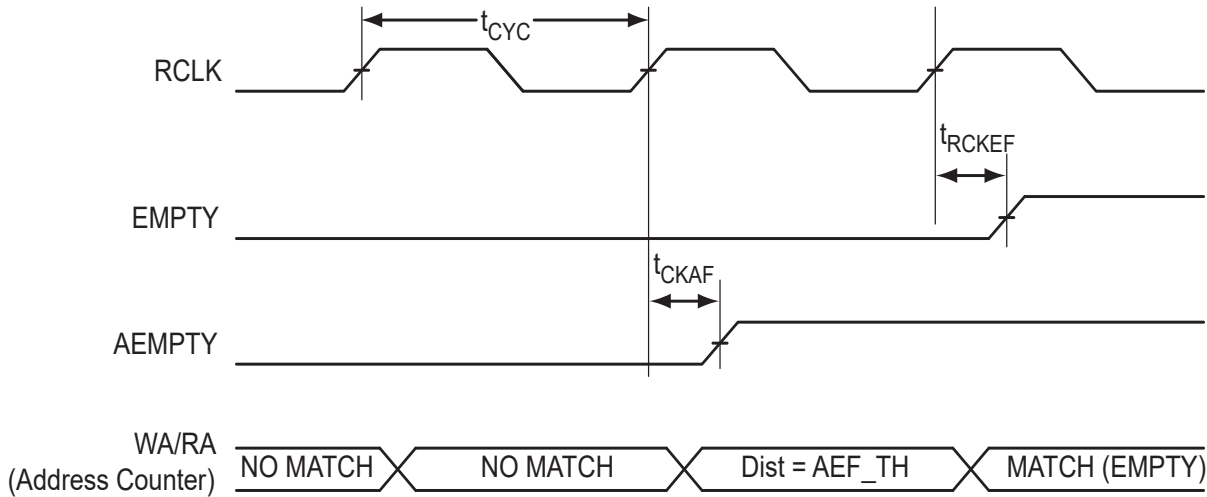 tCYC
RCLK
tRCKEF
EMPTY
tCKAF
AEMPTY
WA/RA
(Address Counter)
NO MATCH
NO MATCH
Dist = AEF_TH
MATCH (EMPTY)